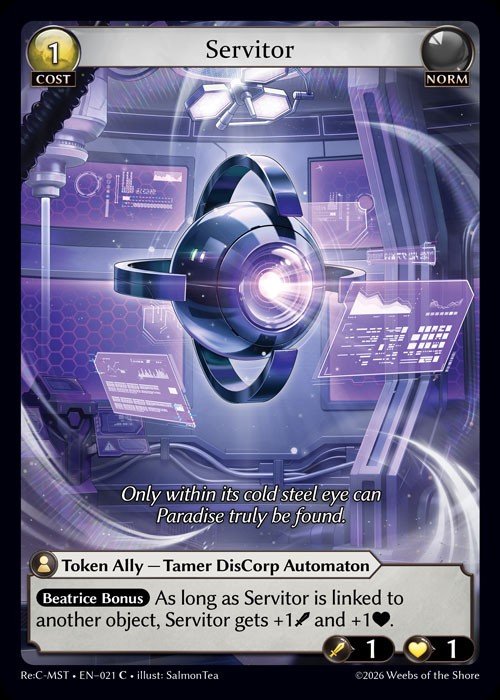 1
Servitor
COST
NORM
Only within its cold steel eye can
Paradise truly be found.
Token Ally — Tamer DisCorp Automaton
Beatrice Bonus As long as Servitor is linked to
another object, Servitor gets +1 and +1.
1
1
Re:C-MST • EN-021 C • illust: SalmonTea
©2026 Weebs of the Shore